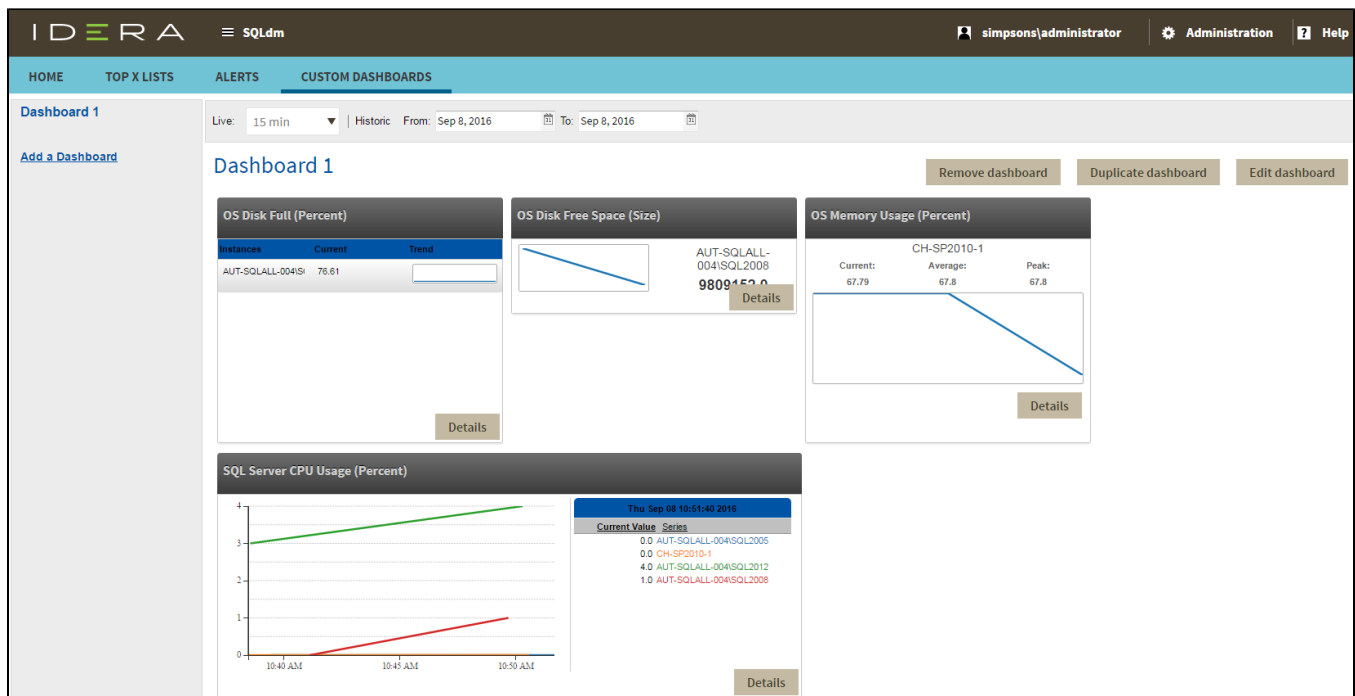 IDERA
SQLdm
simpsons\administrator
Administration
? Help
HOME
TOP X LISTS
ALERTS
CUSTOM DASHBOARDS
Dashboard 1
Add a Dashboard
Live: 15 min | Historic From: Sep 8, 2016 31 To: Sep 8, 2016 31
Dashboard 1
Remove dashboard
Duplicate dashboard
Edit dashboard
OS Disk Full (Percent)
Instances Current Trend
AUT-SQLALL-004\S 76.61
Details
OS Disk Free Space (Size)
AUT-SQLALL-
004\SQL2008
Details
OS Memory Usage (Percent)
CH-SP2010-1
Current: Average: Peak:
67.79 67.8 67.8
Details
SQL Server CPU Usage (Percent)
4
3
2
1
0
10:40 AM 10:45 AM 10:50 AM
Thu Sep 08 10:51:40 2016
Current Value Series
0.0 AUT-SQLALL-004\SQL2005
0.0 CH-SP2010-1
4.0 AUT-SQLALL-004\SQL2012
1.0 AUT-SQLALL-004\SQL2008
Details